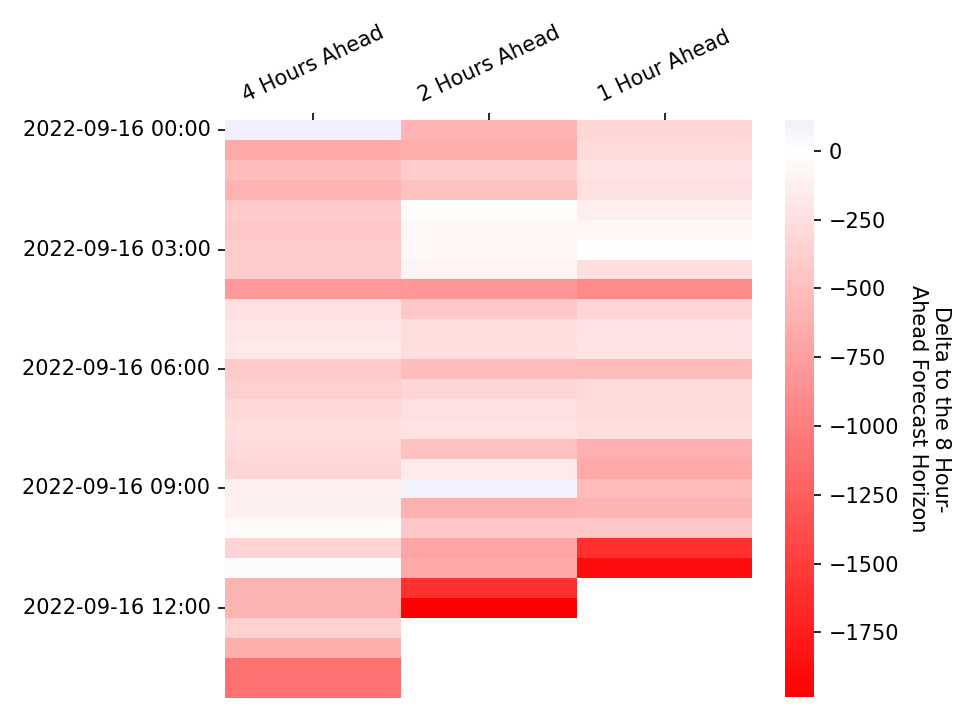 4 Hours Ahead
2 Hours Ahead
1 Hour Ahead
2022-09-16 00:00
2022-09-16 03:00
2022-09-16 06:00
2022-09-16 09:00
2022-09-16 12:00
0
−250
−500
−750
−1000
−1250
−1500
−1750
Delta to the 8 Hour-
Ahead Forecast Horizon